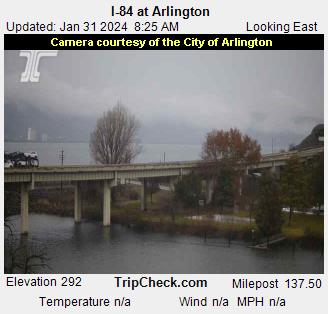 I-84 at Arlington
Updated: Jan 31 2024 8:25 AM Looking East
Camera courtesy of the City of Arlington
Elevation 292 TripCheck.com Milepost 137.50
Temperature n/a Wind n/a MPH n/a